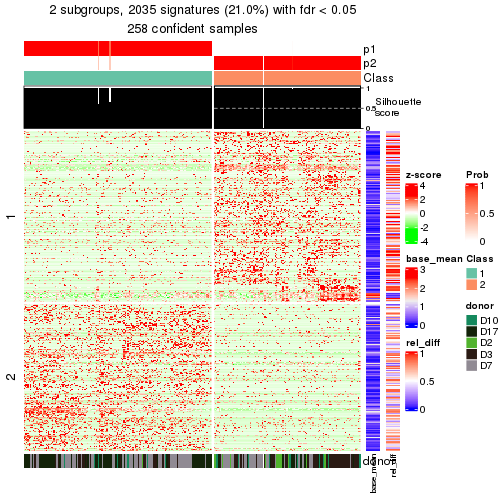 2 subgroups, 2035 signatures (21.0%) with fdr < 0.05
258 confident samples
p1
p2
Class
1
0.5
0
Silhouette
score
1
2
donor
base_mean
rel_diff
z-score
4
2
0
-2
-4
base_mean
3
2
1
0
rel_diff
1
0.5
0
Prob
1
0.5
0
Class
1
2
donor
D10
D17
D2
D3
D7